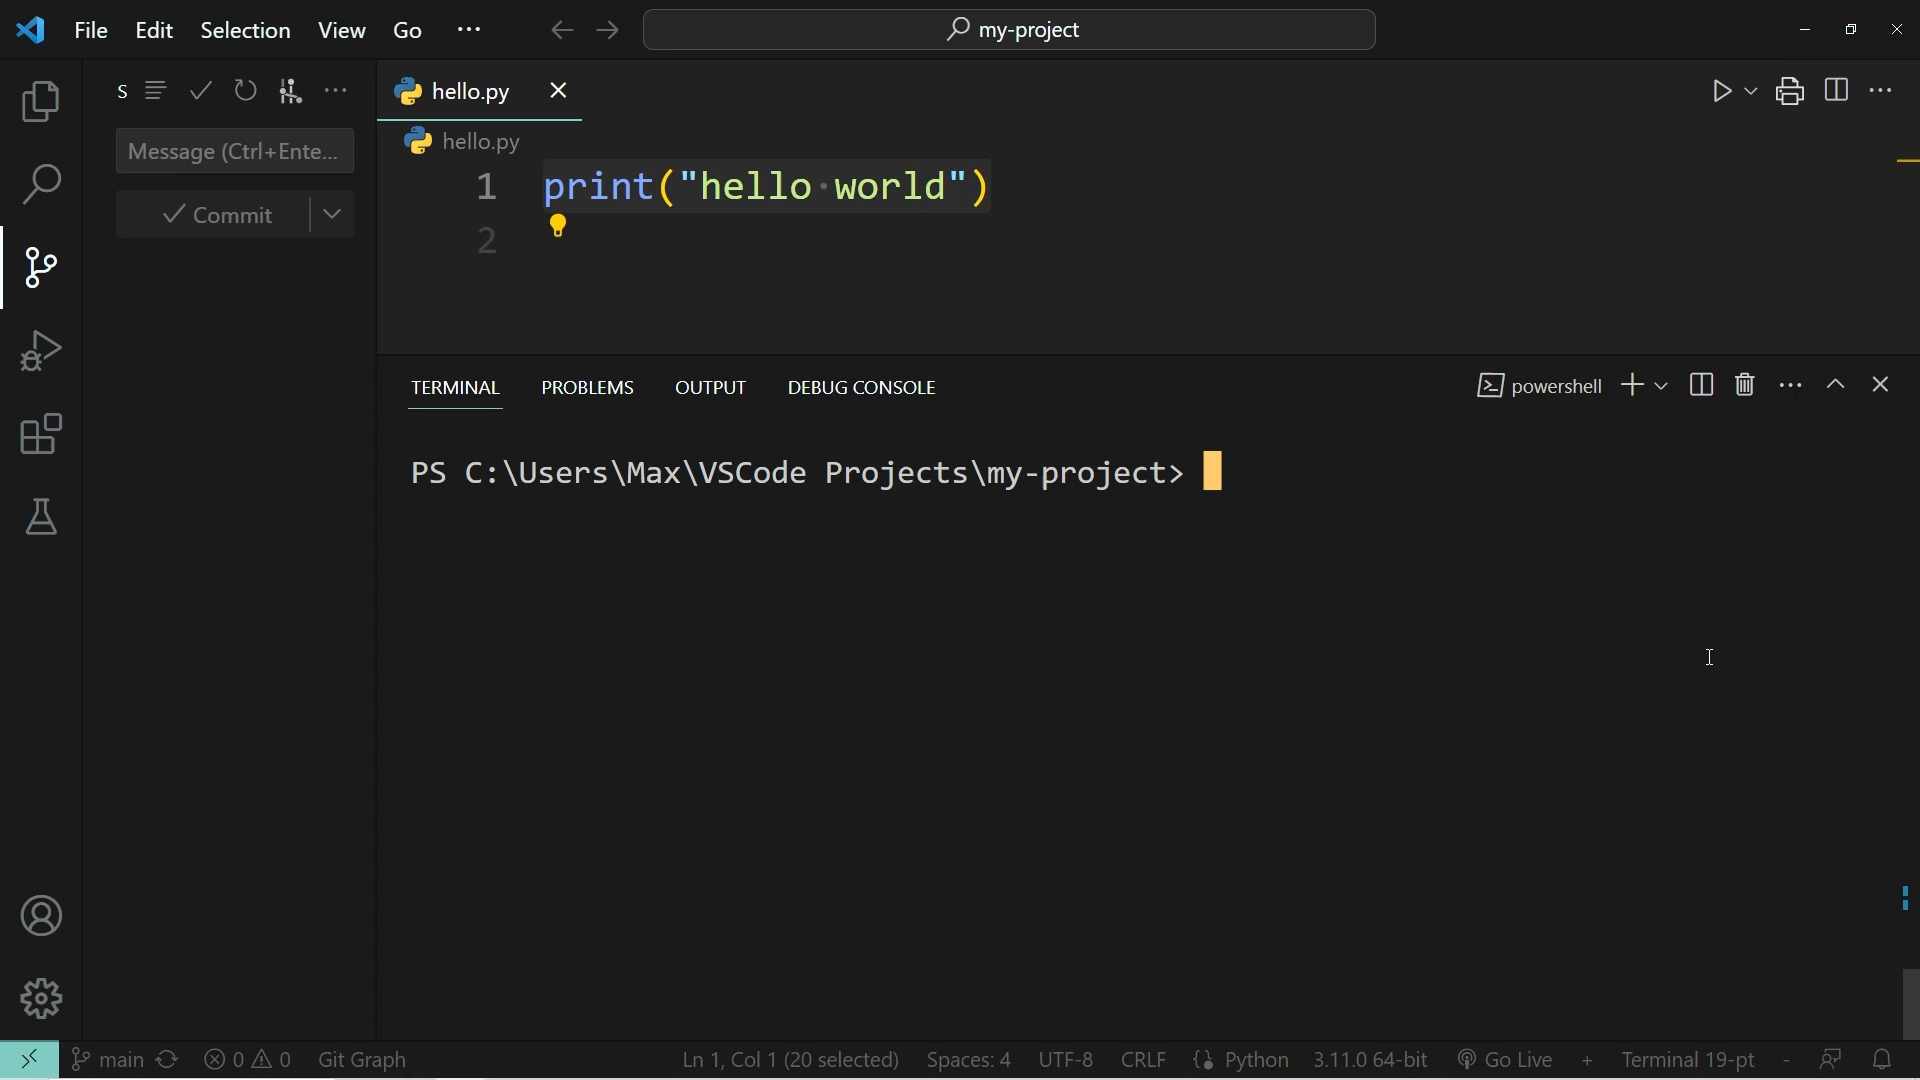 File Edit Selection View Go ··· my-project
S
hello.py
Message (Ctrl+Ente...
hello.py
1 print("hello·world")
Commit
2
TERMINAL PROBLEMS OUTPUT DEBUG CONSOLE powershell
PS C:\Users\Max\VSCode Projects\my-project>
main 0 0 Git Graph Ln 1, Col 1 (20 selected) Spaces: 4 UTF-8 CRLF Python 3.11.0 64-bit Go Live + Terminal 19-pt -